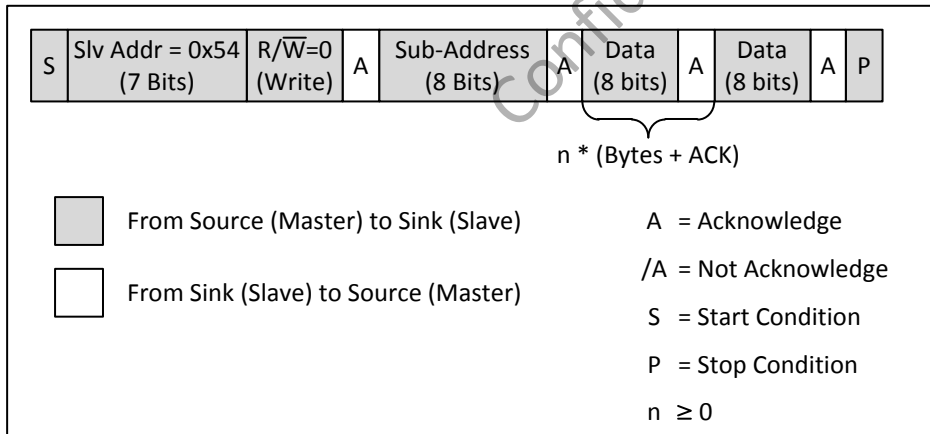 S Slv Addr = 0x54 (7 Bits) R/W̅=0 (Write) A Sub-Address (8 Bits) A Data (8 bits) A Data (8 bits) A P
n * (Bytes + ACK)
From Source (Master) to Sink (Slave)
From Sink (Slave) to Source (Master)
A = Acknowledge
/A = Not Acknowledge
S = Start Condition
P = Stop Condition
n ≥ 0